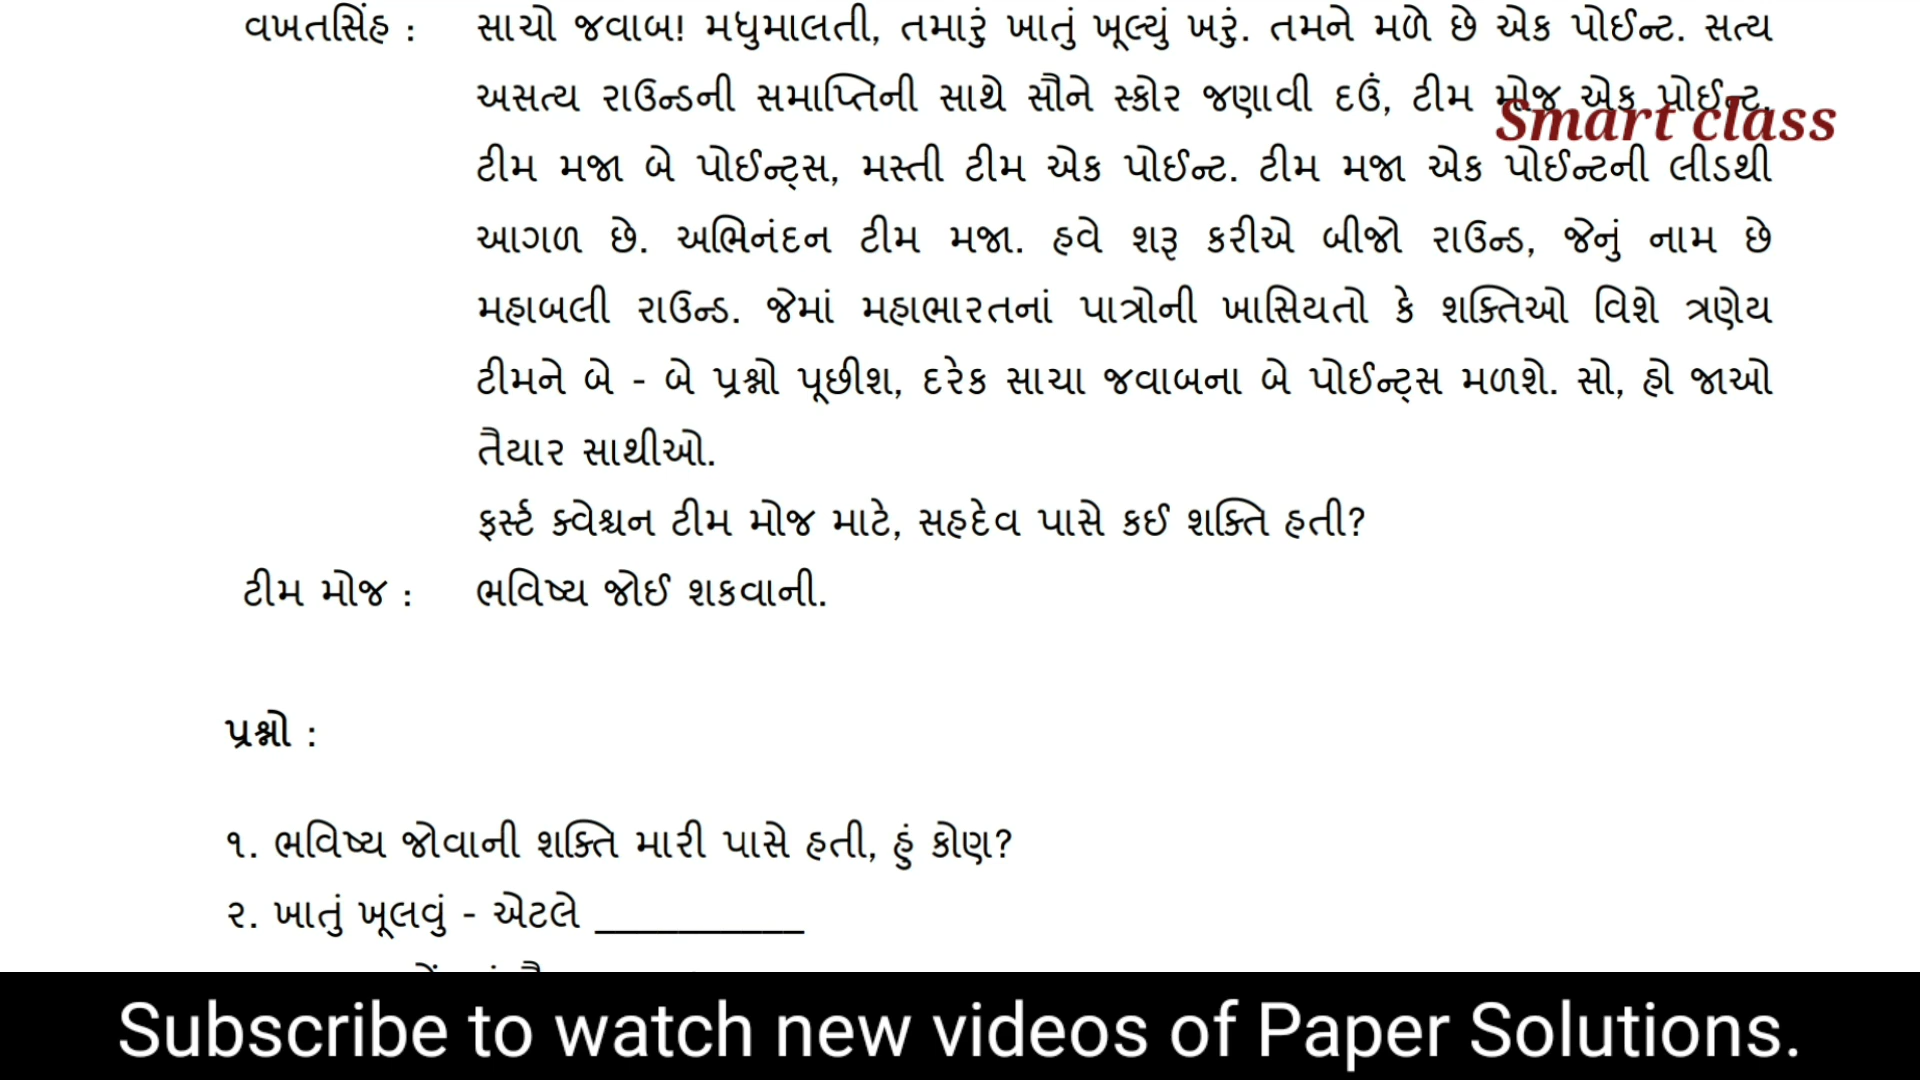 વખતસિંહ : સાચો જવાબ! મધુમાલતી, તમારું ખાતું ખૂલ્યું ખરું. તમને મળે છે એક પોઈન્ટ. સત્ય
અસત્ય રાઉન્ડની સમાપ્તિની સાથે સૌને સ્કોર જણાવી દઉં, ટીમ મોજ એક પોઈન્ટ,
Smart class
ટીમ મજા બે પોઈન્ટ્સ, મસ્તી ટીમ એક પોઈન્ટ. ટીમ મજા એક પોઈન્ટની લીડથી
આગળ છે. અભિનંદન ટીમ મજા. હવે શરૂ કરીએ બીજો રાઉન્ડ, જેનું નામ છે
મહાબલી રાઉન્ડ. જેમાં મહાભારતનાં પાત્રોની ખાસિયતો કે શક્તિઓ વિશે ત્રણેય
ટીમને બે - બે પ્રશ્નો પૂછીશ, દરેક સાચા જવાબના બે પોઈન્ટ્સ મળશે. સો, હો જાઓ
તૈયાર સાથીઓ.
ફર્સ્ટ ક્વેશ્ચન ટીમ મોજ માટે, સહદેવ પાસે કઈ શક્તિ હતી?
ટીમ મોજ : ભવિષ્ય જોઈ શકવાની.
પ્રશ્નો :
૧. ભવિષ્ય જોવાની શક્તિ મારી પાસે હતી, હું કોણ?
૨. ખાતું ખૂલવું - એટલે __________
Subscribe to watch new videos of Paper Solutions.